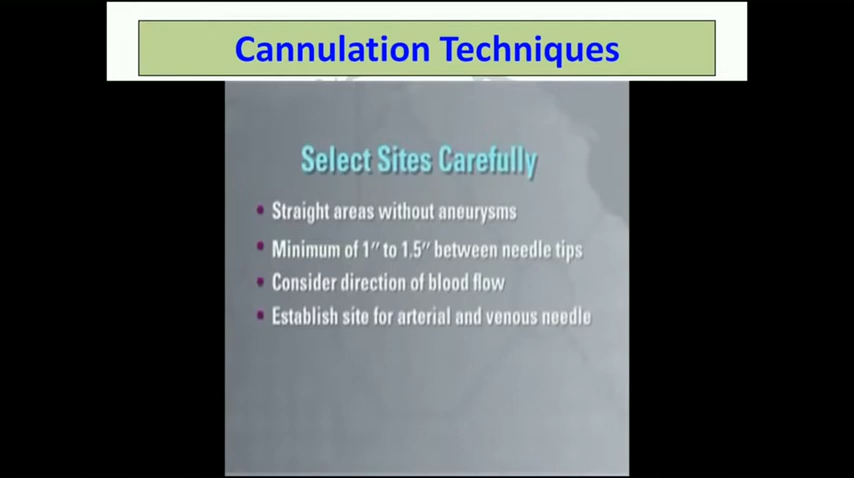 Cannulation Techniques
Select Sites Carefully
• Straight areas without aneurysms
• Minimum of 1″ to 1.5″ between needle tips
• Consider direction of blood flow
• Establish site for arterial and venous needle